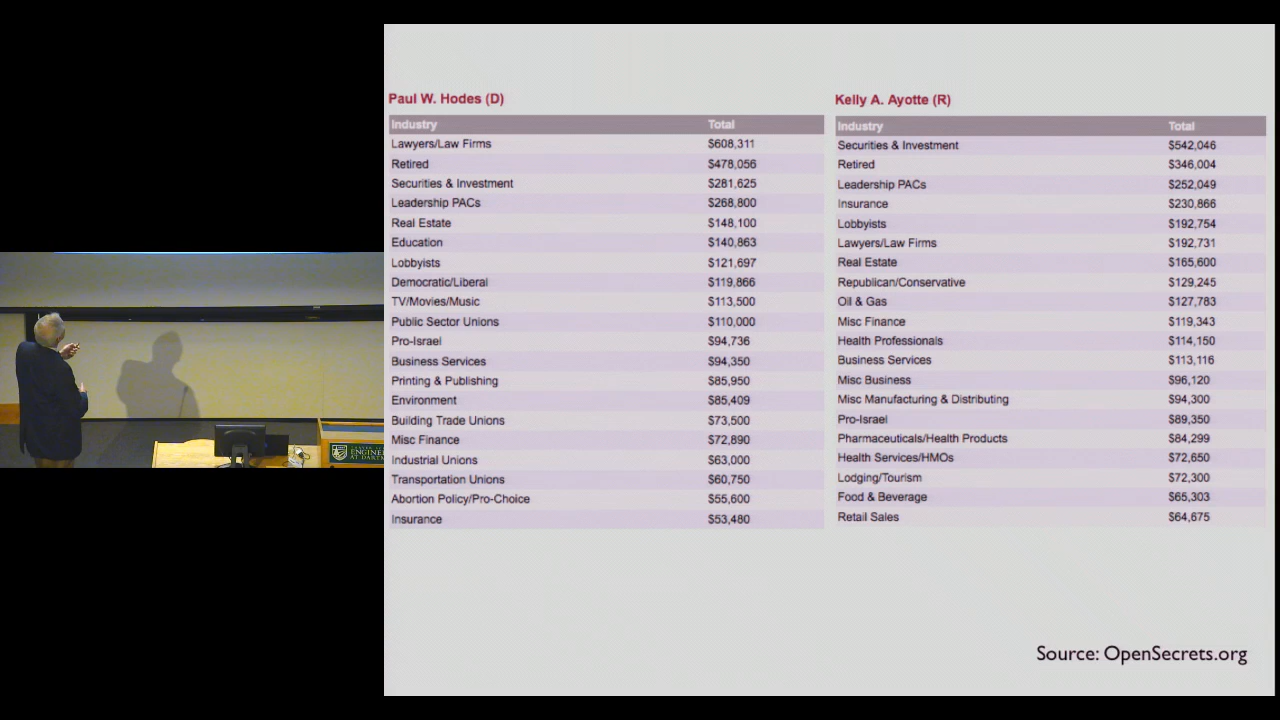 Paul W. Hodes (D)
Industry Total
Lawyers/Law Firms $608,311
Retired $478,056
Securities & Investment $281,625
Leadership PACs $268,800
Real Estate $148,100
Education $140,863
Lobbyists $121,697
Democratic/Liberal $119,866
TV/Movies/Music $113,500
Public Sector Unions $110,000
Pro-Israel $94,736
Business Services $94,350
Printing & Publishing $85,950
Environment $85,409
Building Trade Unions $73,500
Misc Finance $72,890
Industrial Unions $63,000
Transportation Unions $60,750
Abortion Policy/Pro-Choice $55,600
Insurance $53,480
Kelly A. Ayotte (R)
Industry Total
Securities & Investment $542,046
Retired $346,004
Leadership PACs $252,049
Insurance $230,866
Lobbyists $192,754
Lawyers/Law Firms $192,731
Real Estate $165,600
Republican/Conservative $129,245
Oil & Gas $127,783
Misc Finance $119,343
Health Professionals $114,150
Business Services $113,116
Misc Business $96,120
Misc Manufacturing & Distributing $94,300
Pro-Israel $89,350
Pharmaceuticals/Health Products $84,299
Health Services/HMOs $72,650
Lodging/Tourism $72,300
Food & Beverage $65,303
Retail Sales $64,675
Source: OpenSecrets.org
ENGINE
AT DART